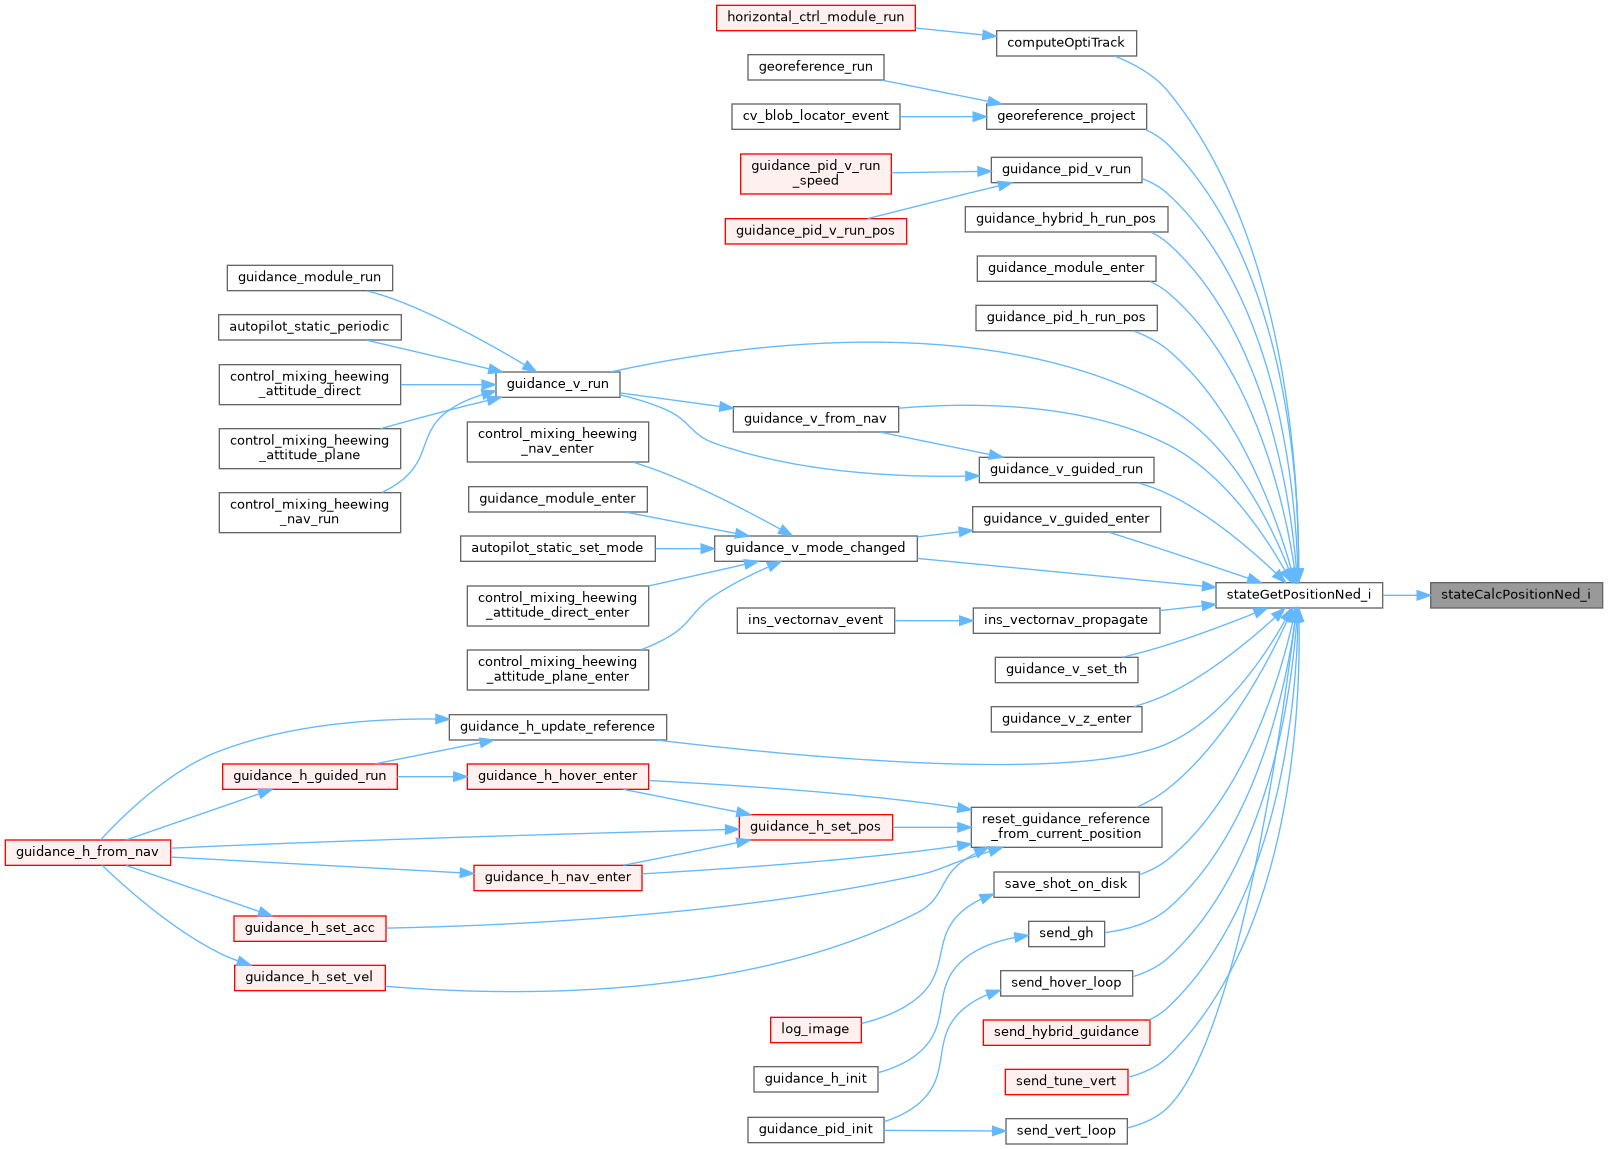 horizontal_ctrl_module_run
computeOptiTrack
georeference_run
georeference_project
cv_blob_locator_event
guidance_pid_v_run
_speed
guidance_pid_v_run
guidance_pid_v_run_pos
guidance_hybrid_h_run_pos
guidance_module_enter
guidance_pid_h_run_pos
guidance_module_run
autopilot_static_periodic
control_mixing_heewing
_attitude_direct
control_mixing_heewing
_attitude_plane
control_mixing_heewing
_nav_run
guidance_v_run
guidance_v_from_nav
guidance_v_guided_run
control_mixing_heewing
_nav_enter
guidance_module_enter
autopilot_static_set_mode
control_mixing_heewing
_attitude_direct_enter
control_mixing_heewing
_attitude_plane_enter
guidance_v_mode_changed
guidance_v_guided_enter
stateGetPositionNed_i
stateCalcPositionNed_i
ins_vectornav_event
ins_vectornav_propagate
guidance_v_set_th
guidance_v_z_enter
guidance_h_update_reference
guidance_h_guided_run
guidance_h_hover_enter
guidance_h_from_nav
guidance_h_set_pos
reset_guidance_reference
_from_current_position
guidance_h_nav_enter
guidance_h_set_acc
guidance_h_set_vel
save_shot_on_disk
send_gh
send_hover_loop
log_image
send_hybrid_guidance
guidance_h_init
send_tune_vert
guidance_pid_init
send_vert_loop